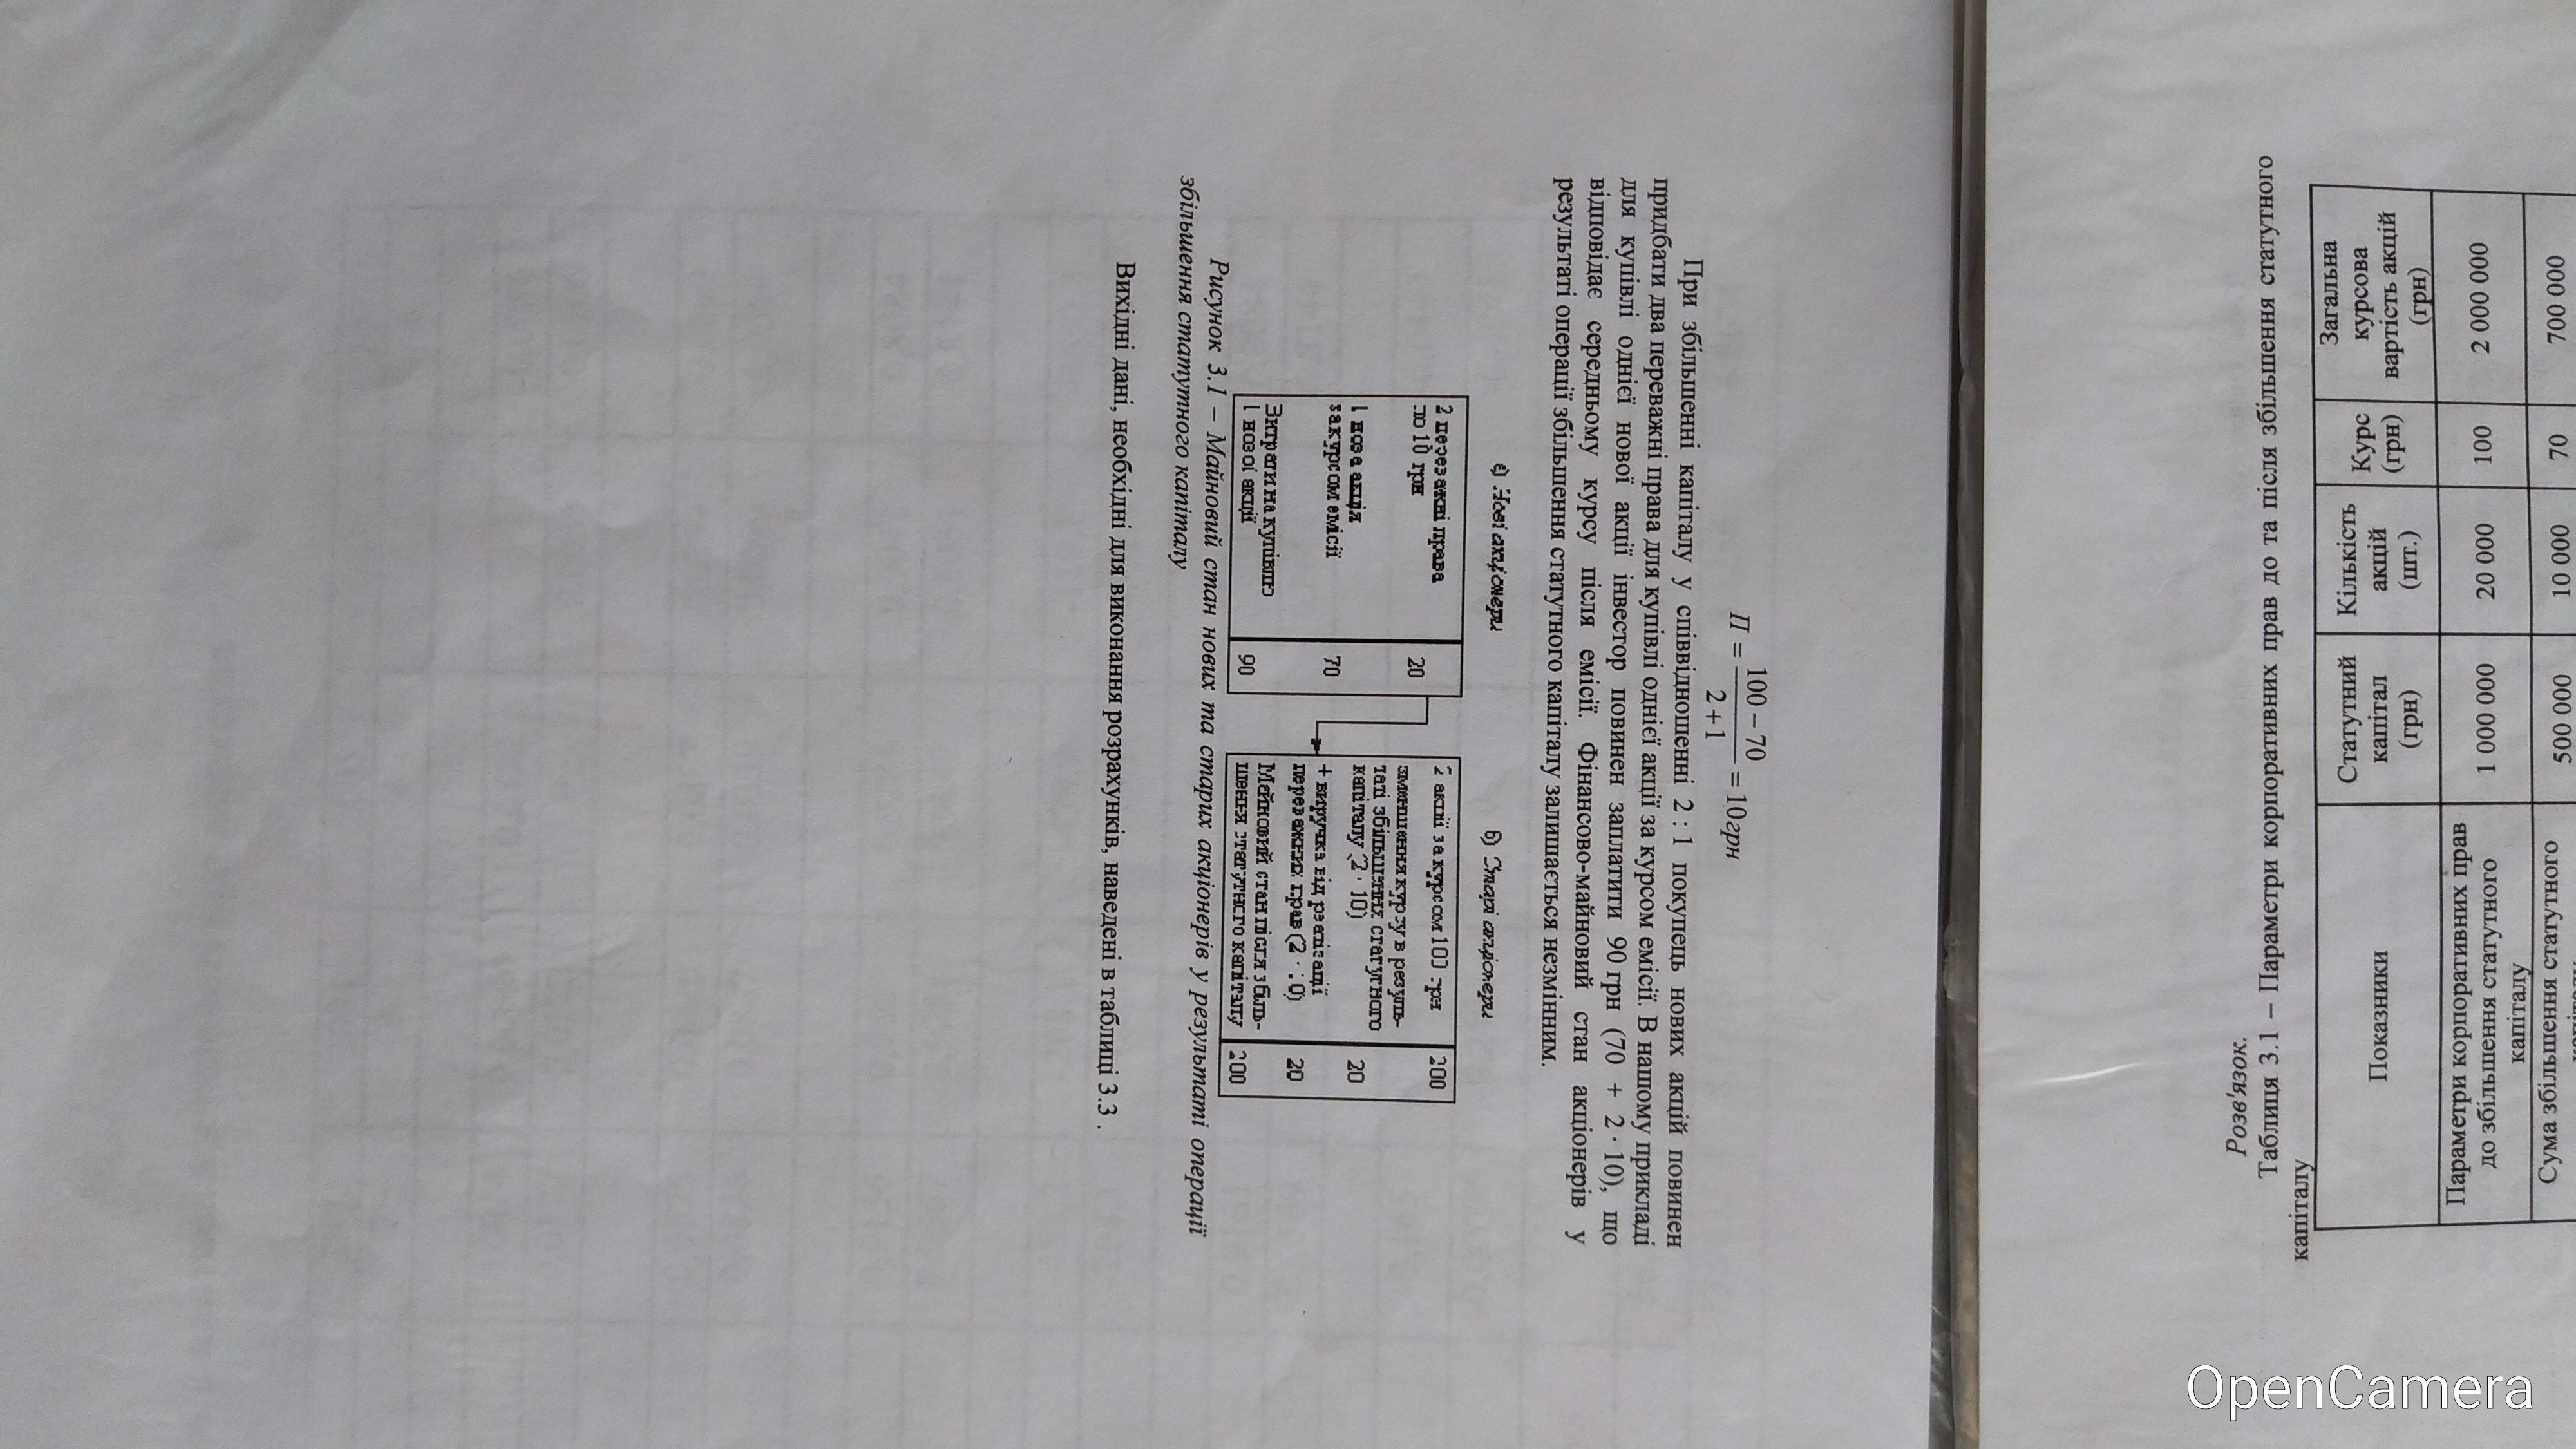 П = 100 − 70 / 2 + 1 = 10 грн
При збільшенні капіталу у співвідношенні 2 : 1 покупець нових акцій повинен
придбати два переважні права для купівлі однієї акції за курсом емісії. В нашому прикладі
для купівлі однієї нової акції інвестор повинен заплатити 90 грн (70 + 2 · 10), що
відповідає середньому курсу після емісії. Фінансово-майновий стан акціонерів у
результаті операції збільшення статутного капіталу залишається незмінним.
а) Нові акціонери
2 переважні права
по 10 грн
20
1 нова акція
за курсом емісії
70
Витрати на купівлю
1 нової акції
90
б) Старі акціонери
2 акції за курсом 100 грн
200
зменшення курсу в резуль-
таті збільшення статутного
капіталу (2 · 10)
20
+ виручка від реалізації
переважних прав (2 · 10)
20
Майновий стан після збіль-
шення статутного капіталу
200
Рисунок 3.1 – Майновий стан нових та старих акціонерів у результаті операції
збільшення статутного капіталу
Вихідні дані, необхідні для виконання розрахунків, наведені в таблиці 3.3 .
Розв'язок.
Таблиця 3.1 – Параметри корпоративних прав до та після збільшення статутного
капіталу
Показники
Статутний
капітал
(грн)
Кількість
акцій
(шт.)
Курс
(грн)
Загальна
курсова
вартість акцій
(грн)
Параметри корпоративних прав
до збільшення статутного
капіталу
1 000 000
20 000
100
2 000 000
Сума збільшення статутного
500 000
10 000
70
700 000
OpenCamera